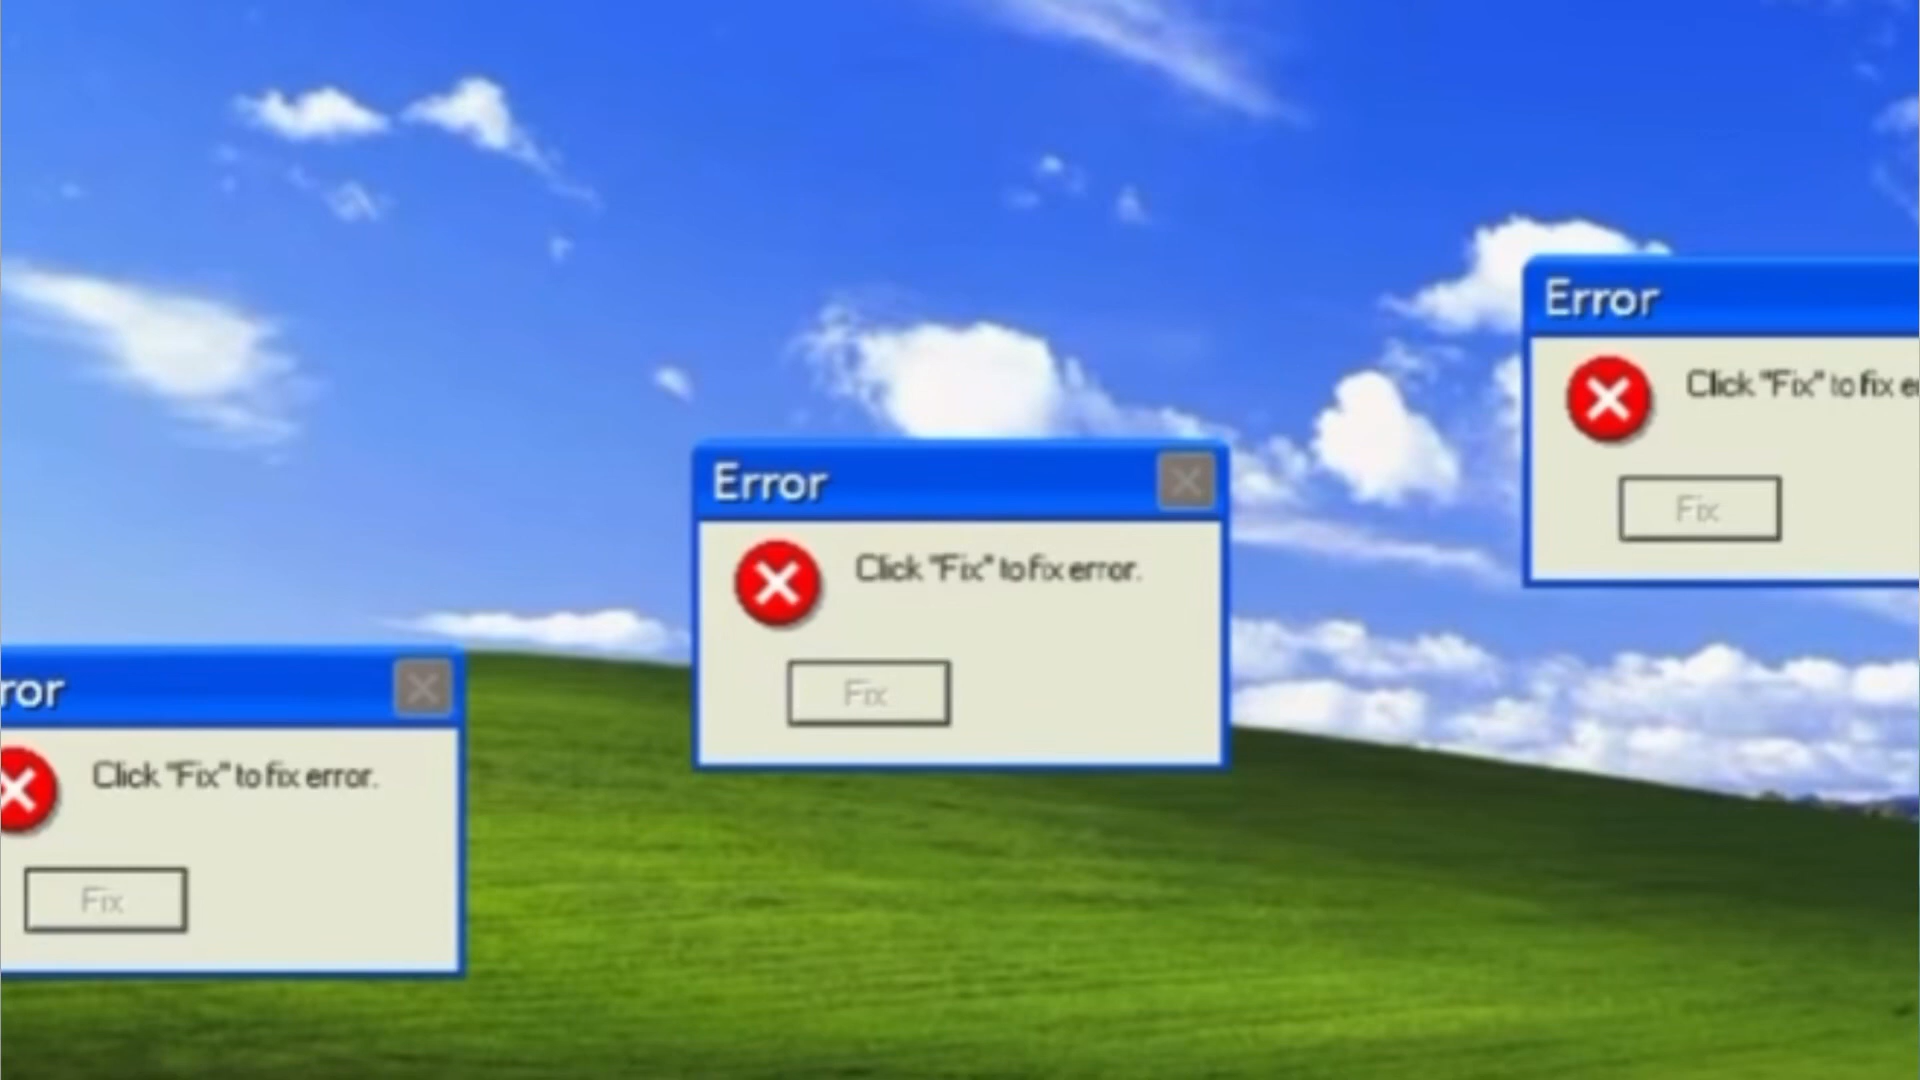 Error
Click "Fix" to fix error.
Fix
Error
Click "Fix" to fix e
Fix
ror
Click "Fix" to fix error.
Fix